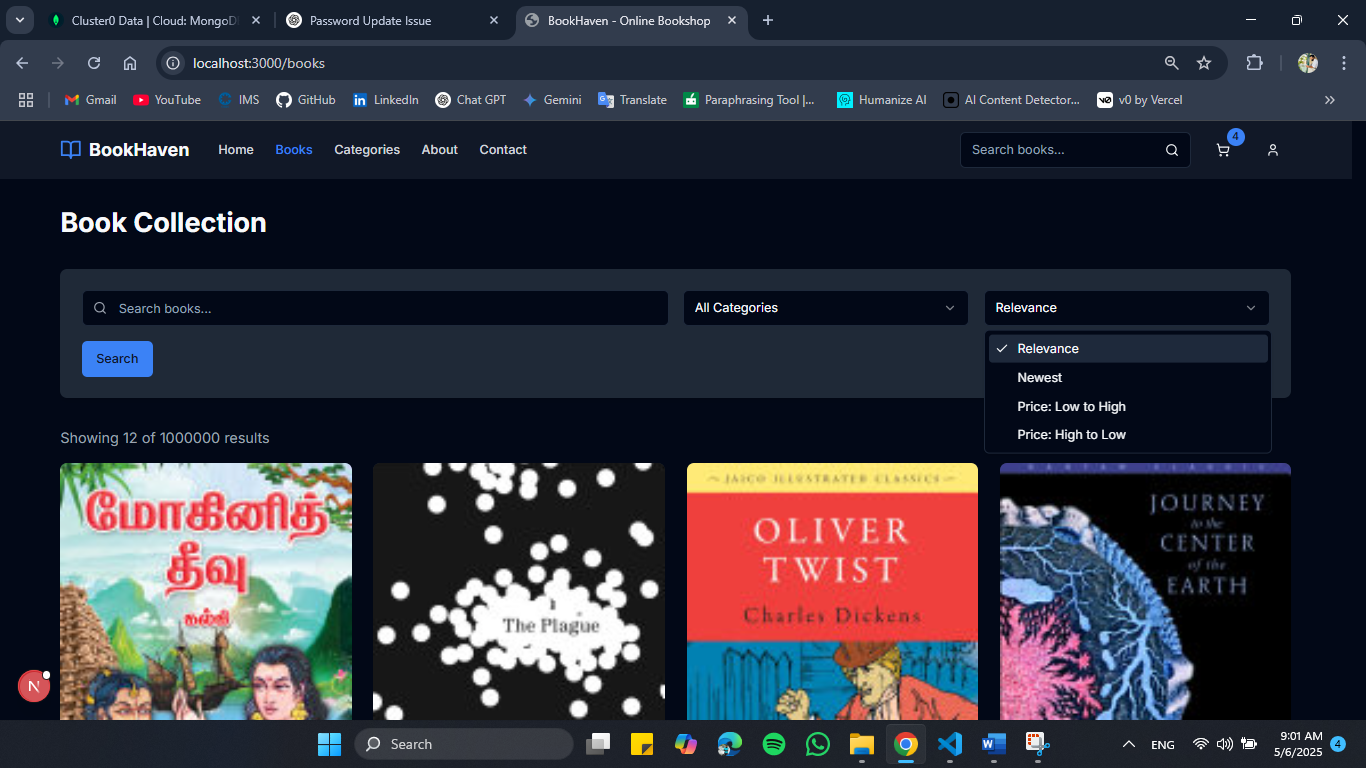 Cluster0 Data | Cloud: MongoD
Password Update Issue
BookHaven - Online Bookshop
localhost:3000/books
Gmail
YouTube
IMS
GitHub
LinkedIn
Chat GPT
Gemini
Translate
Paraphrasing Tool |...
Humanize AI
AI Content Detector...
v0 by Vercel
BookHaven
Home
Books
Categories
About
Contact
Search books...
4
Book Collection
Search books...
All Categories
Relevance
Search
Relevance
Newest
Price: Low to High
Price: High to Low
Showing 12 of 1000000 results
மோகினித்
தீவு
கல்கி
The Plague
JAICO ILLUSTRATED CLASSICS
OLIVER
TWIST
Charles Dickens
JOURNEY
to the
CENTER
of the
EARTH
N
Search
ENG
9:01 AM
5/6/2025
4